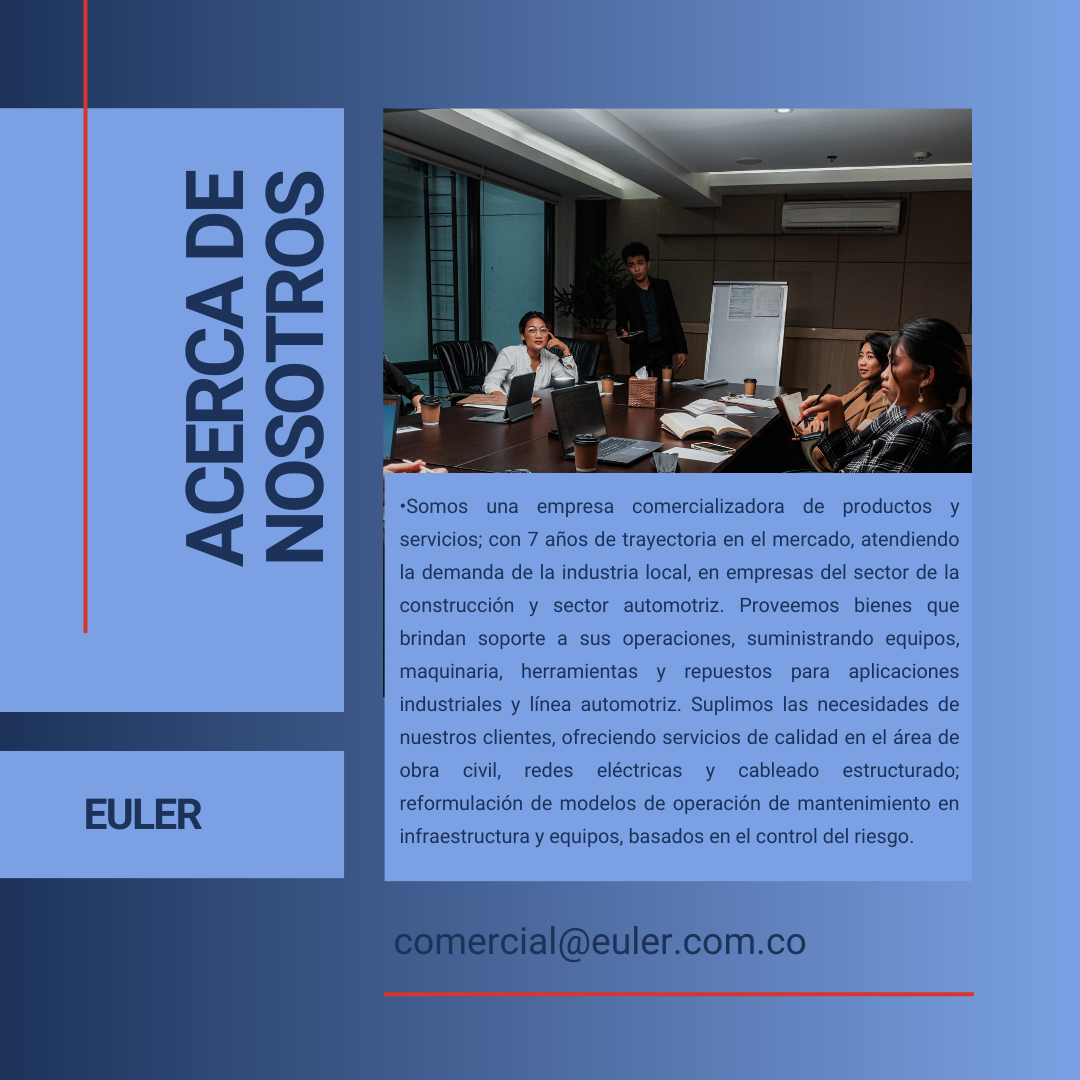 ACERCA DE
NOSOTROS
•Somos una empresa comercializadora de productos y
servicios; con 7 años de trayectoria en el mercado, atendiendo
la demanda de la industria local, en empresas del sector de la
construcción y sector automotriz. Proveemos bienes que
brindan soporte a sus operaciones, suministrando equipos,
maquinaria, herramientas y repuestos para aplicaciones
industriales y línea automotriz. Suplimos las necesidades de
nuestros clientes, ofreciendo servicios de calidad en el área de
obra civil, redes eléctricas y cableado estructurado;
reformulación de modelos de operación de mantenimiento en
infraestructura y equipos, basados en el control del riesgo.
EULER
comercial@euler.com.co